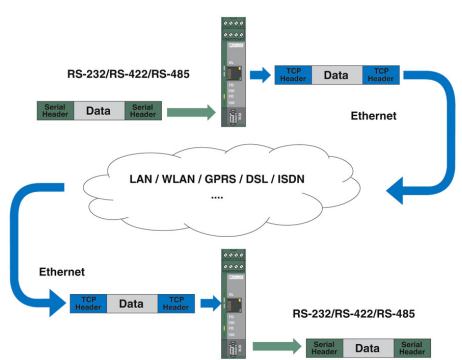 TCP Header
Data
TCP Header
RS-232/RS-422/RS-485
Serial Header
Data
Serial Header
Ethernet
LAN / WLAN / GPRS / DSL / ISDN
....
Ethernet
TCP Header
Data
TCP Header
RS-232/RS-422/RS-485
Serial Header
Data
Serial Header